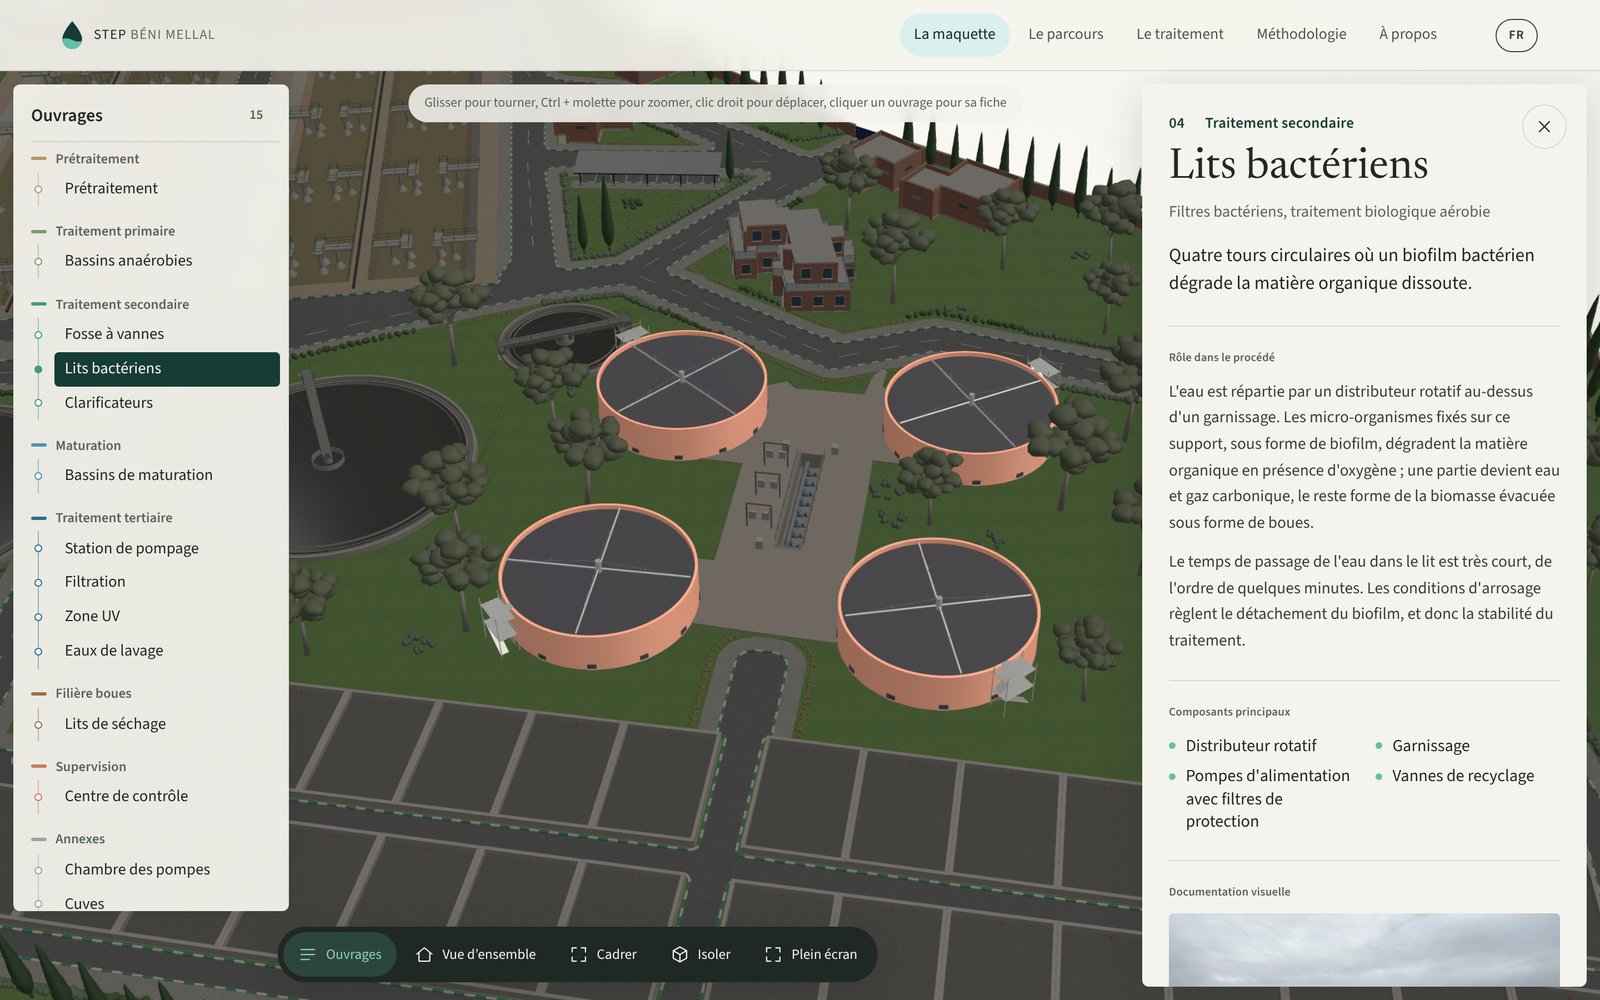 STEP BÉNI MELLAL
La maquette
Le parcours
Le traitement
Méthodologie
À propos
FR
Glisser pour tourner, Ctrl + molette pour zoomer, clic droit pour déplacer, cliquer un ouvrage pour sa fiche
Ouvrages
15
Prétraitement
Prétraitement
Traitement primaire
Bassins anaérobies
Traitement secondaire
Fosse à vannes
Lits bactériens
Clarificateurs
Maturation
Bassins de maturation
Traitement tertiaire
Station de pompage
Filtration
Zone UV
Eaux de lavage
Filière boues
Lits de séchage
Supervision
Centre de contrôle
Annexes
Chambre des pompes
Cuves
Ouvrages
Vue d’ensemble
Cadrer
Isoler
Plein écran
04 Traitement secondaire
Lits bactériens
Filtres bactériens, traitement biologique aérobie
Quatre tours circulaires où un biofilm bactérien
dégrade la matière organique dissoute.
Rôle dans le procédé
L'eau est répartie par un distributeur rotatif au-dessus
d'un garnissage. Les micro-organismes fixés sur ce
support, sous forme de biofilm, dégradent la matière
organique en présence d'oxygène ; une partie devient eau
et gaz carbonique, le reste forme de la biomasse évacuée
sous forme de boues.
Le temps de passage de l'eau dans le lit est très court, de
l'ordre de quelques minutes. Les conditions d'arrosage
règlent le détachement du biofilm, et donc la stabilité du
traitement.
Composants principaux
Distributeur rotatif
Garnissage
Pompes d'alimentation
avec filtres de
protection
Vannes de recyclage
Documentation visuelle